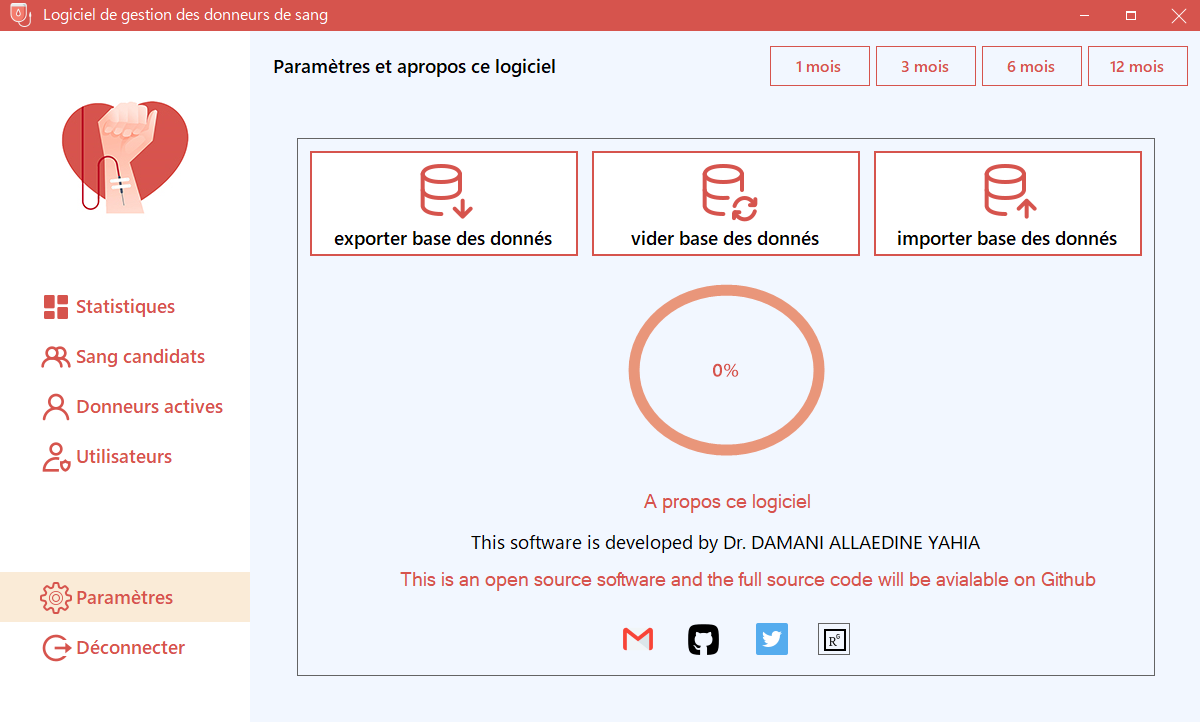 Logiciel de gestion des donneurs de sang
Paramètres et apropos ce logiciel
1 mois
3 mois
6 mois
12 mois
exporter base des donnés
vider base des donnés
importer base des donnés
Statistiques
Sang candidats
Donneurs actives
Utilisateurs
0%
A propos ce logiciel
This software is developed by Dr. DAMANI ALLAEDINE YAHIA
This is an open source software and the full source code will be avialable on Github
Paramètres
Déconnecter
RG